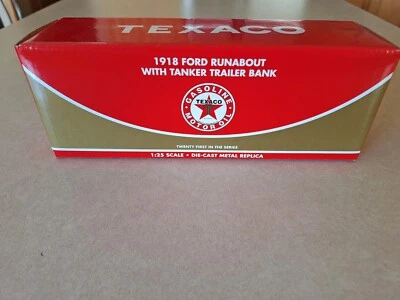 TEXACO
1918 FORD RUNABOUT
WITH TANKER TRAILER BANK
GASOLINE
TEXACO
MOTOR OIL
TWENTY FIRST IN THE SERIES
1:25 SCALE • DIE-CAST METAL REPLICA